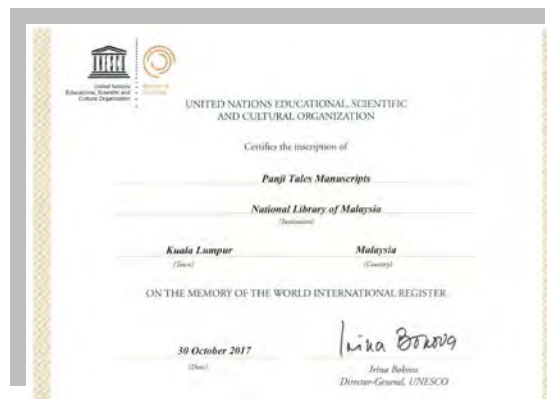 United Nations
Educational, Scientific and
Cultural Organization
UNITED NATIONS EDUCATIONAL, SCIENTIFIC
AND CULTURAL ORGANIZATION
Certifies the inscription of
Panji Tales Manuscripts
National Library of Malaysia
(Institution)
Kuala Lumpur Malaysia
(Town) (Country)
ON THE MEMORY OF THE WORLD INTERNATIONAL REGISTER
30 October 2017
(Date)
Irina Bokova
Irina Bokova
Director-General, UNESCO